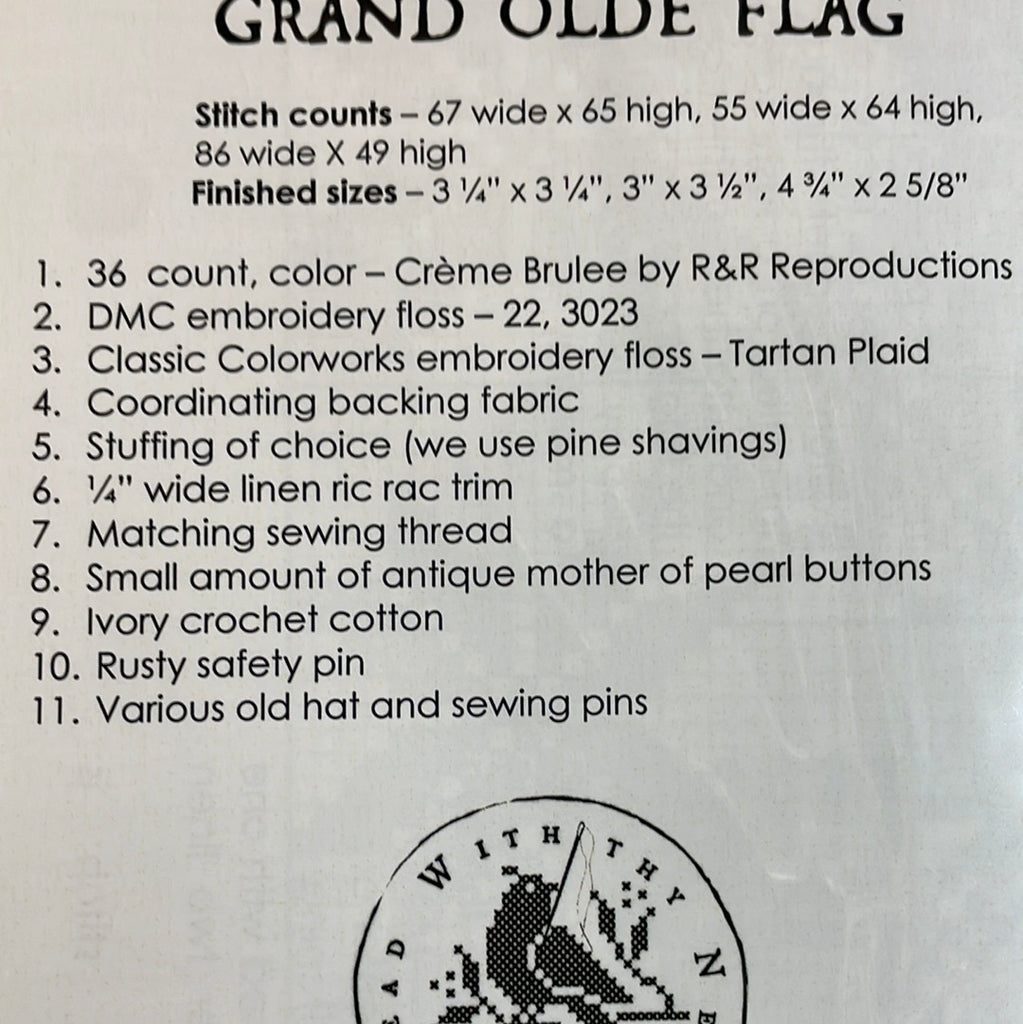 GRAND OLDE FLAG
Stitch counts – 67 wide x 65 high, 55 wide x 64 high,
86 wide X 49 high
Finished sizes – 3 ¼" x 3 ¼", 3" x 3 ½", 4 ¾" x 2 5/8"
1. 36 count, color – Crème Brulee by R&R Reproductions
2. DMC embroidery floss – 22, 3023
3. Classic Colorworks embroidery floss – Tartan Plaid
4. Coordinating backing fabric
5. Stuffing of choice (we use pine shavings)
6. ¼" wide linen ric rac trim
7. Matching sewing thread
8. Small amount of antique mother of pearl buttons
9. Ivory crochet cotton
10. Rusty safety pin
11. Various old hat and sewing pins
EAD WITH THY NE